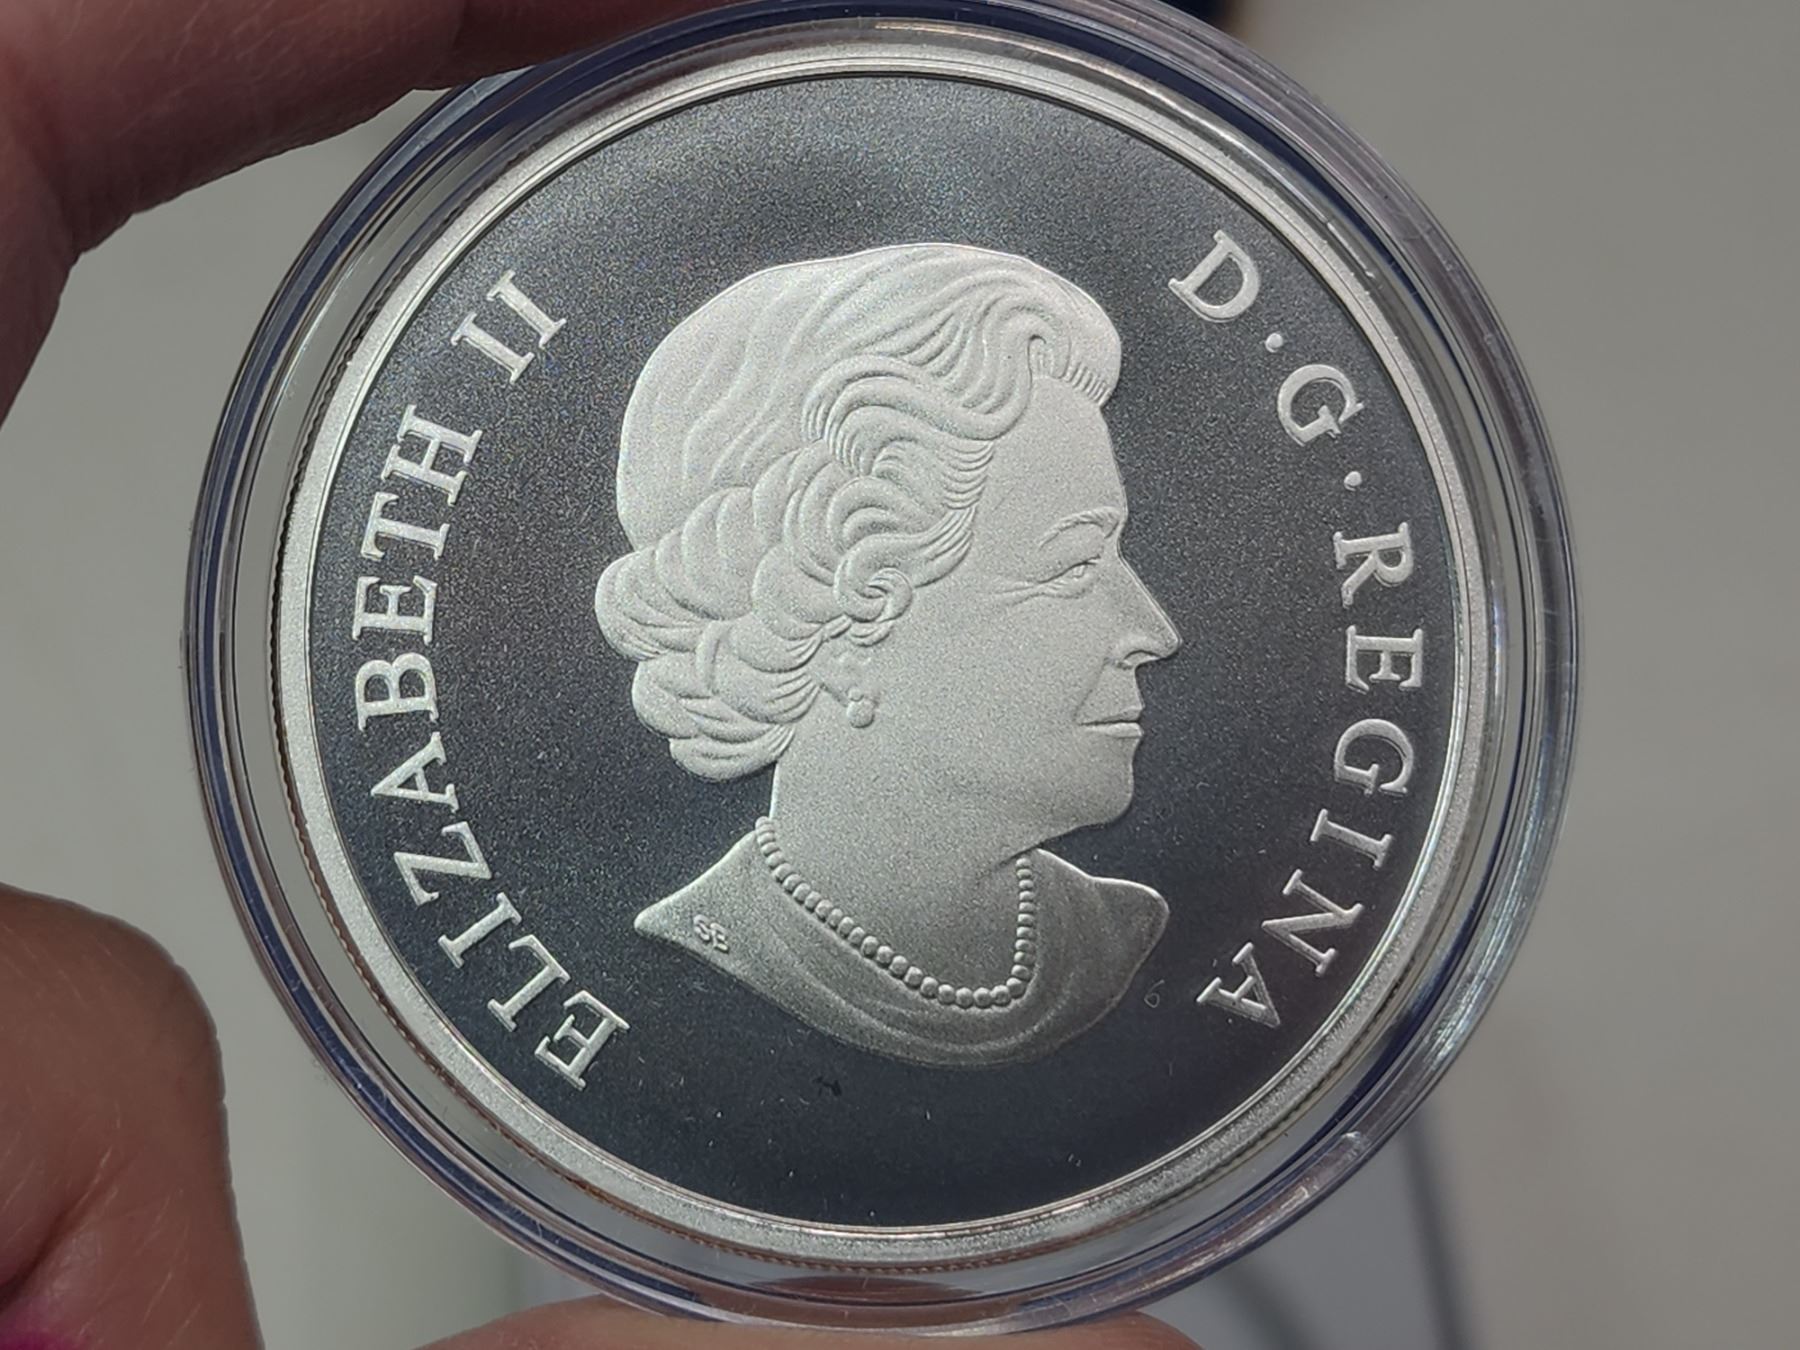 ELIZABETH II
D·G·REGINA
SB